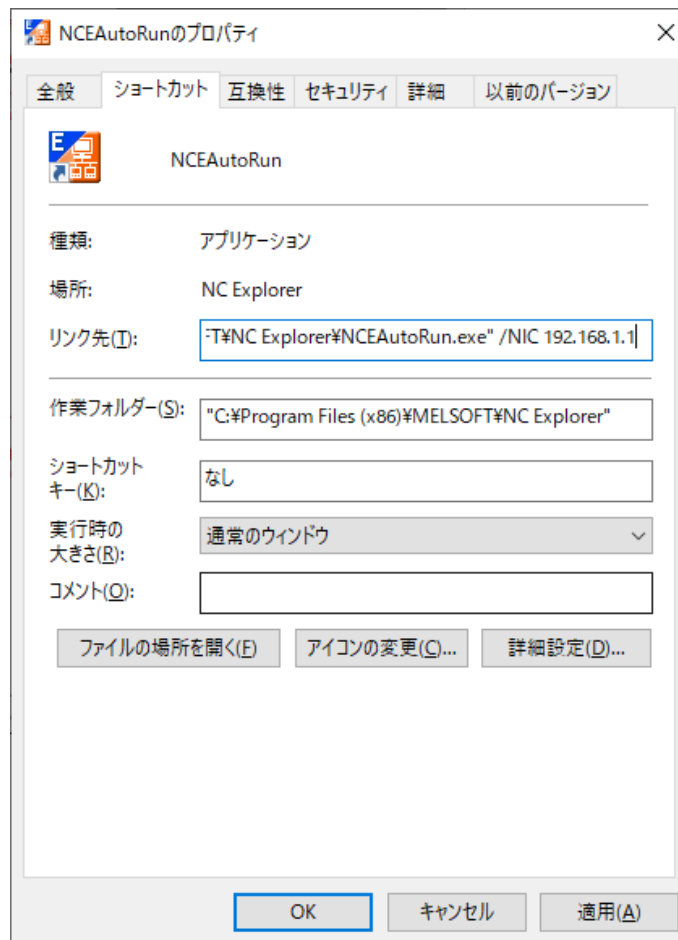 NCEAutoRunのプロパティ
全般 ショートカット 互換性 セキュリティ 詳細 以前のバージョン
E
NCEAutoRun
種類: アプリケーション
場所: NC Explorer
リンク先(T): T¥NC Explorer¥NCEAutoRun.exe" /NIC 192.168.1.1
作業フォルダー(S): "C:¥Program Files (x86)¥MELSOFT¥NC Explorer"
ショートカット
キー(K): なし
実行時の
大きさ(R): 通常のウィンドウ
コメント(O):
ファイルの場所を開く(F) アイコンの変更(C)... 詳細設定(D)...
OK キャンセル 適用(A)